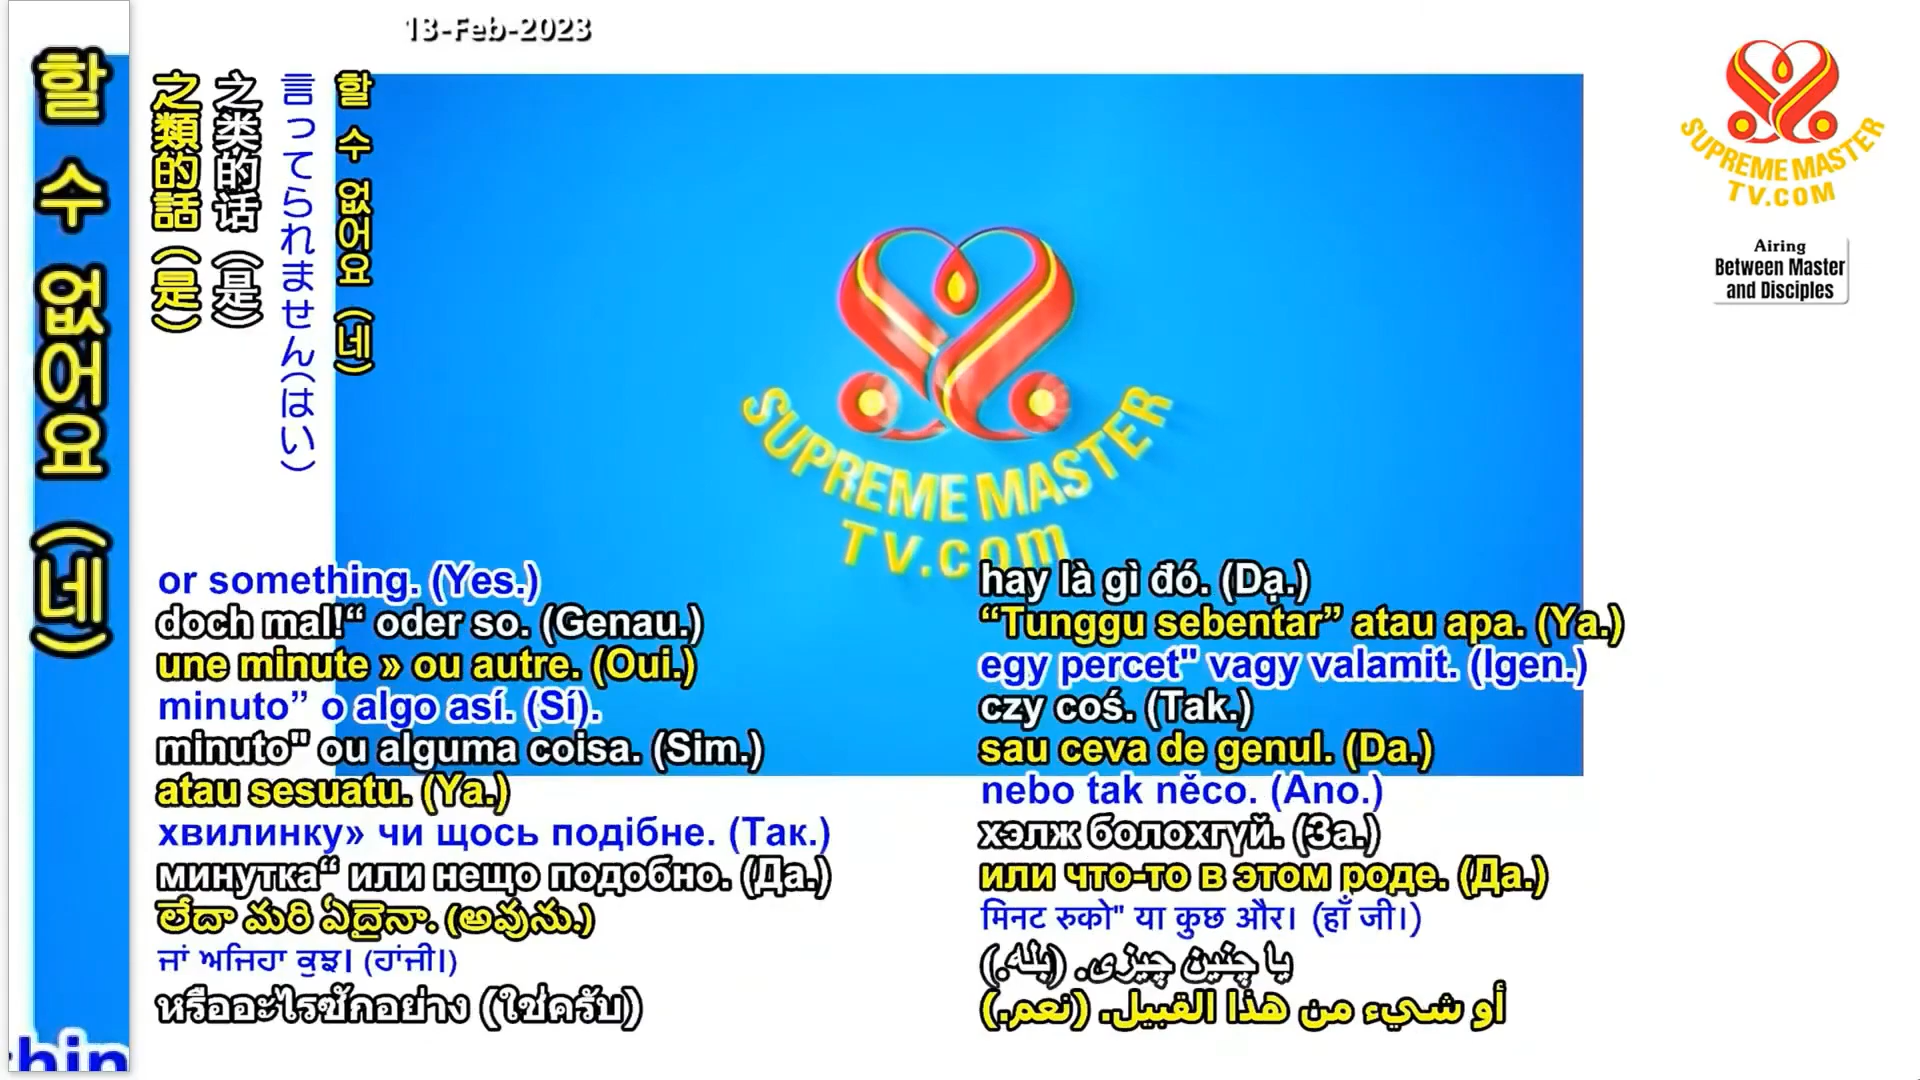 13-Feb-2023
할 수 없어요 (네)
之類的話（是）
之类的话（是）
言ってられません（はい）
할 수 없어요 (네)
SUPREME MASTER
TV.COM
SUPREME MASTER
TV.COM
Airing
Between Master
and Disciples
or something. (Yes.)
doch mal!“ oder so. (Genau.)
une minute » ou autre. (Oui.)
minuto” o algo así. (Sí).
minuto" ou alguma coisa. (Sim.)
atau sesuatu. (Ya.)
хвилинку» чи щось подібне. (Так.)
минутка“ или нещо подобно. (Да.)
లేదా మరి ఏదైనా. (అవును.)
ਜਾਂ ਅਜਿਹਾ ਕੁਝ। (ਹਾਂਜੀ।)
หรืออะไรซักอย่าง (ใช่ครับ)
hay là gì đó. (Dạ.)
“Tunggu sebentar” atau apa. (Ya.)
egy percet" vagy valamit. (Igen.)
czy coś. (Tak.)
sau ceva de genul. (Da.)
nebo tak něco. (Ano.)
хэлж болохгүй. (За.)
или что-то в этом роде. (Да.)
मिनट रुको" या कुछ और। (हाँ जी।)
یا چنین چیزی. (بله.)
أو شيء من هذا القبيل. (نعم.)